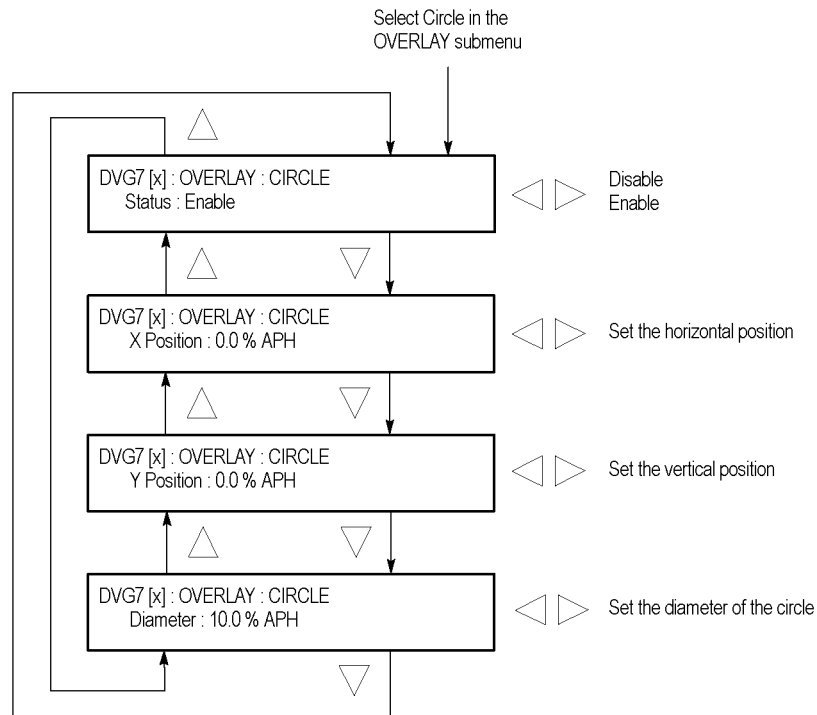 Select Circle in the
OVERLAY submenu
DVG7 [x] : OVERLAY : CIRCLE
Status : Enable
Disable
Enable
DVG7 [x] : OVERLAY : CIRCLE
X Position : 0.0 % APH
Set the horizontal position
DVG7 [x] : OVERLAY : CIRCLE
Y Position : 0.0 % APH
Set the vertical position
DVG7 [x] : OVERLAY : CIRCLE
Diameter : 10.0 % APH
Set the diameter of the circle